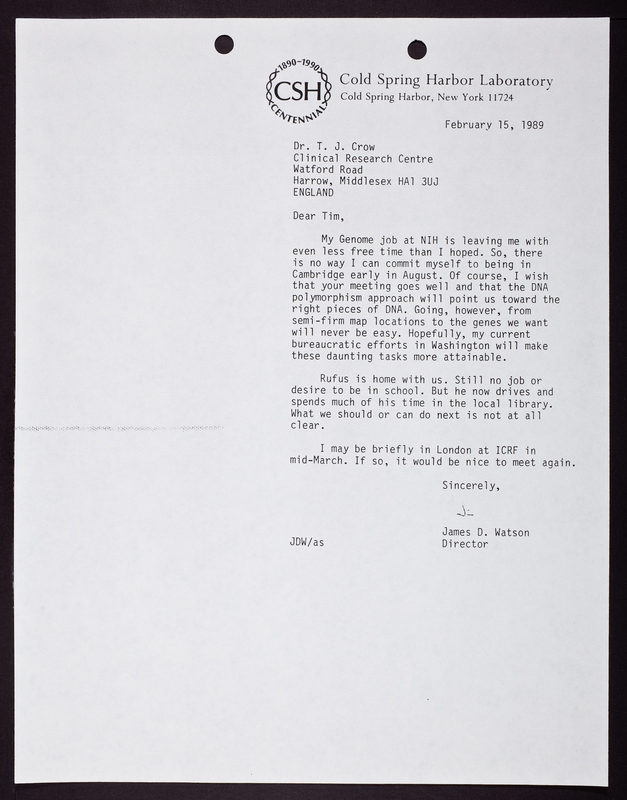 1890-1990
CSH
CENTENNIAL
Cold Spring Harbor Laboratory
Cold Spring Harbor, New York 11724
February 15, 1989
Dr. T. J. Crow
Clinical Research Centre
Watford Road
Harrow, Middlesex HA1 3UJ
ENGLAND
Dear Tim,
My Genome job at NIH is leaving me with
even less free time than I hoped. So, there
is no way I can commit myself to being in
Cambridge early in August. Of course, I wish
that your meeting goes well and that the DNA
polymorphism approach will point us toward the
right pieces of DNA. Going, however, from
semi-firm map locations to the genes we want
will never be easy. Hopefully, my current
bureaucratic efforts in Washington will make
these daunting tasks more attainable.
Rufus is home with us. Still no job or
desire to be in school. But he now drives and
spends much of his time in the local library.
What we should or can do next is not at all
clear.
I may be briefly in London at ICRF in
mid-March. If so, it would be nice to meet again.
Sincerely,
James D. Watson
JDW/as Director